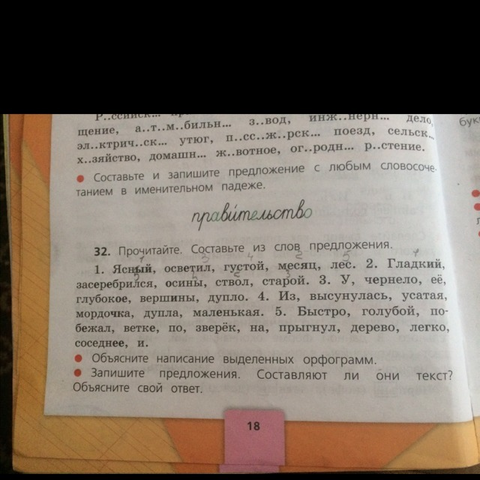 щение, а..т..м..бильн... з..вод, инж..нерн... дело,
эл..ктрич..ск... утюг, п..сс..ж..рск... поезд, сельск...
х..зяйство, домашн... ж..вотное, ог..родн... р..стение.
● Составьте и запишите предложение с любым словосоче-
танием в именительном падеже.
прави́тельство
32. Прочитайте. Составьте из слов предложения.
1. Ясный, осветил, густой, месяц, лес. 2. Гладкий,
засеребрился, осины, ствол, старой. 3. У, чернело, её,
глубокое, вершины, дупло. 4. Из, высунулась, усатая,
мордочка, дупла, маленькая. 5. Быстро, голубой, по-
бежал, ветке, по, зверёк, на, прыгнул, дерево, легко,
соседнее, и.
● Объясните написание выделенных орфограмм.
● Запишите предложения. Составляют ли они текст?
Объясните свой ответ.
18